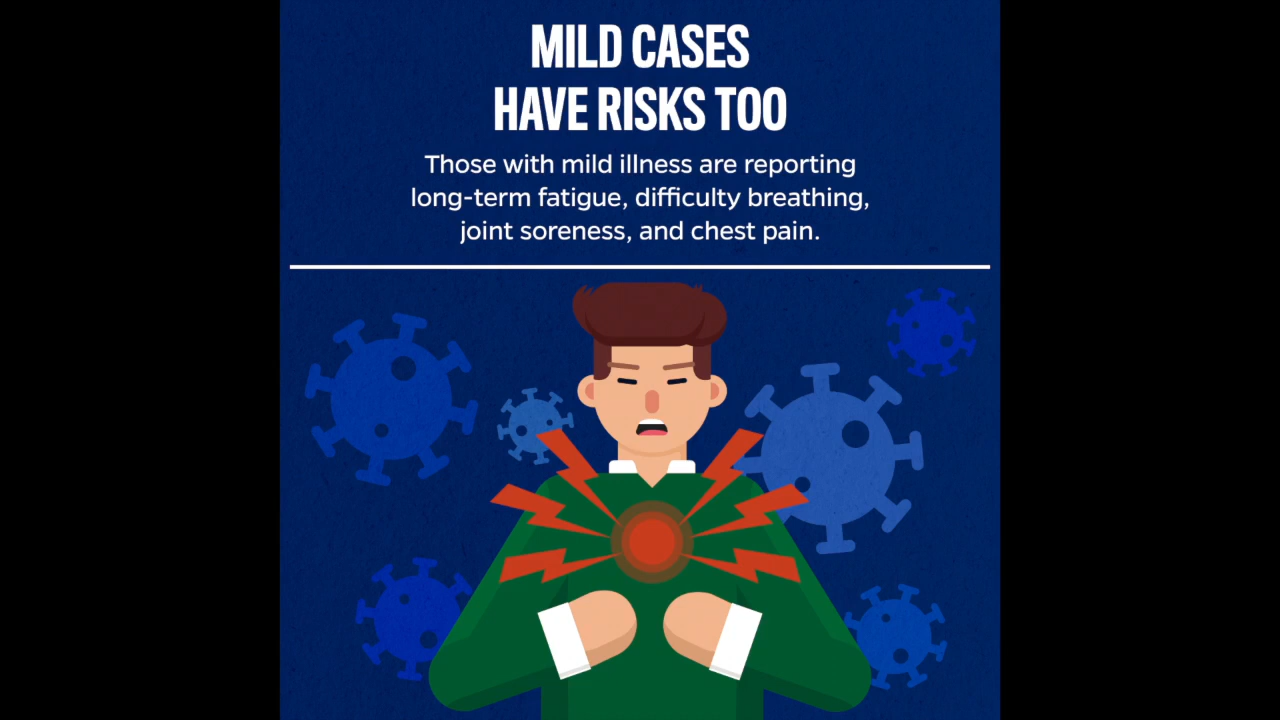 MILD CASES
HAVE RISKS TOO
Those with mild illness are reporting
long-term fatigue, difficulty breathing,
joint soreness, and chest pain.